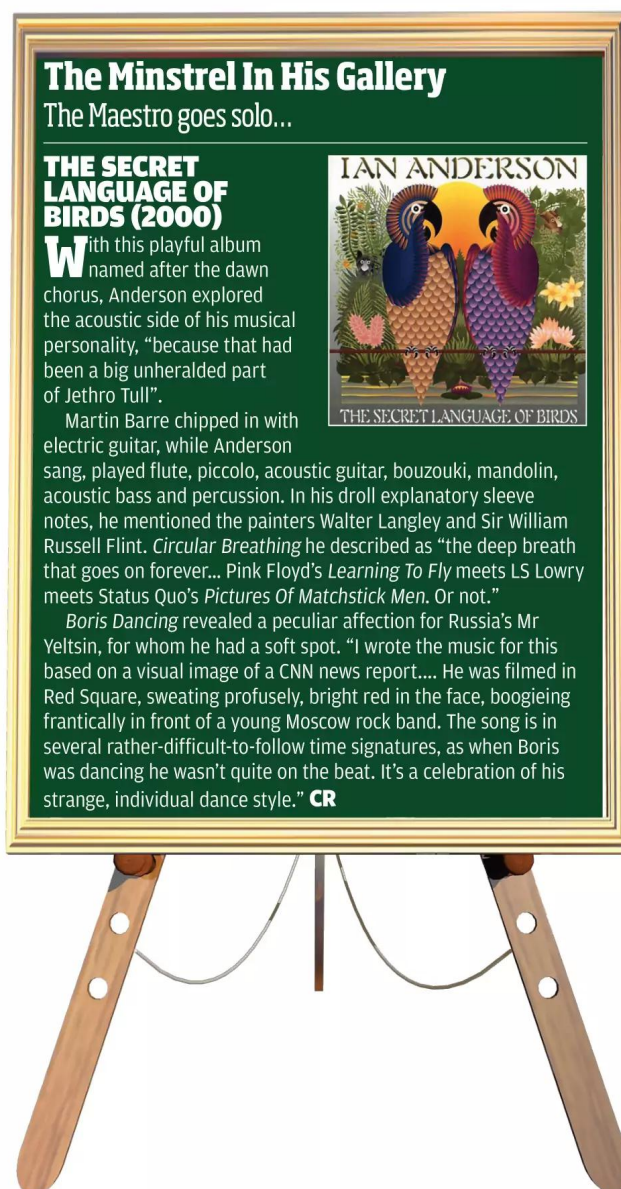 The Minstrel In His Gallery
The Maestro goes solo...
THE SECRET
LANGUAGE OF
BIRDS (2000)
With this playful album
named after the dawn
chorus, Anderson explored
the acoustic side of his musical
personality, “because that had
been a big unheralded part
of Jethro Tull”.
Martin Barre chipped in with
electric guitar, while Anderson
sang, played flute, piccolo, acoustic guitar, bouzouki, mandolin,
acoustic bass and percussion. In his droll explanatory sleeve
notes, he mentioned the painters Walter Langley and Sir William
Russell Flint. Circular Breathing he described as “the deep breath
that goes on forever... Pink Floyd’s Learning To Fly meets LS Lowry
meets Status Quo’s Pictures Of Matchstick Men. Or not.”
Boris Dancing revealed a peculiar affection for Russia’s Mr
Yeltsin, for whom he had a soft spot. “I wrote the music for this
based on a visual image of a CNN news report.... He was filmed in
Red Square, sweating profusely, bright red in the face, boogieing
frantically in front of a young Moscow rock band. The song is in
several rather-difficult-to-follow time signatures, as when Boris
was dancing he wasn’t quite on the beat. It’s a celebration of his
strange, individual dance style.” CR
IAN ANDERSON
THE SECRET LANGUAGE OF BIRDS